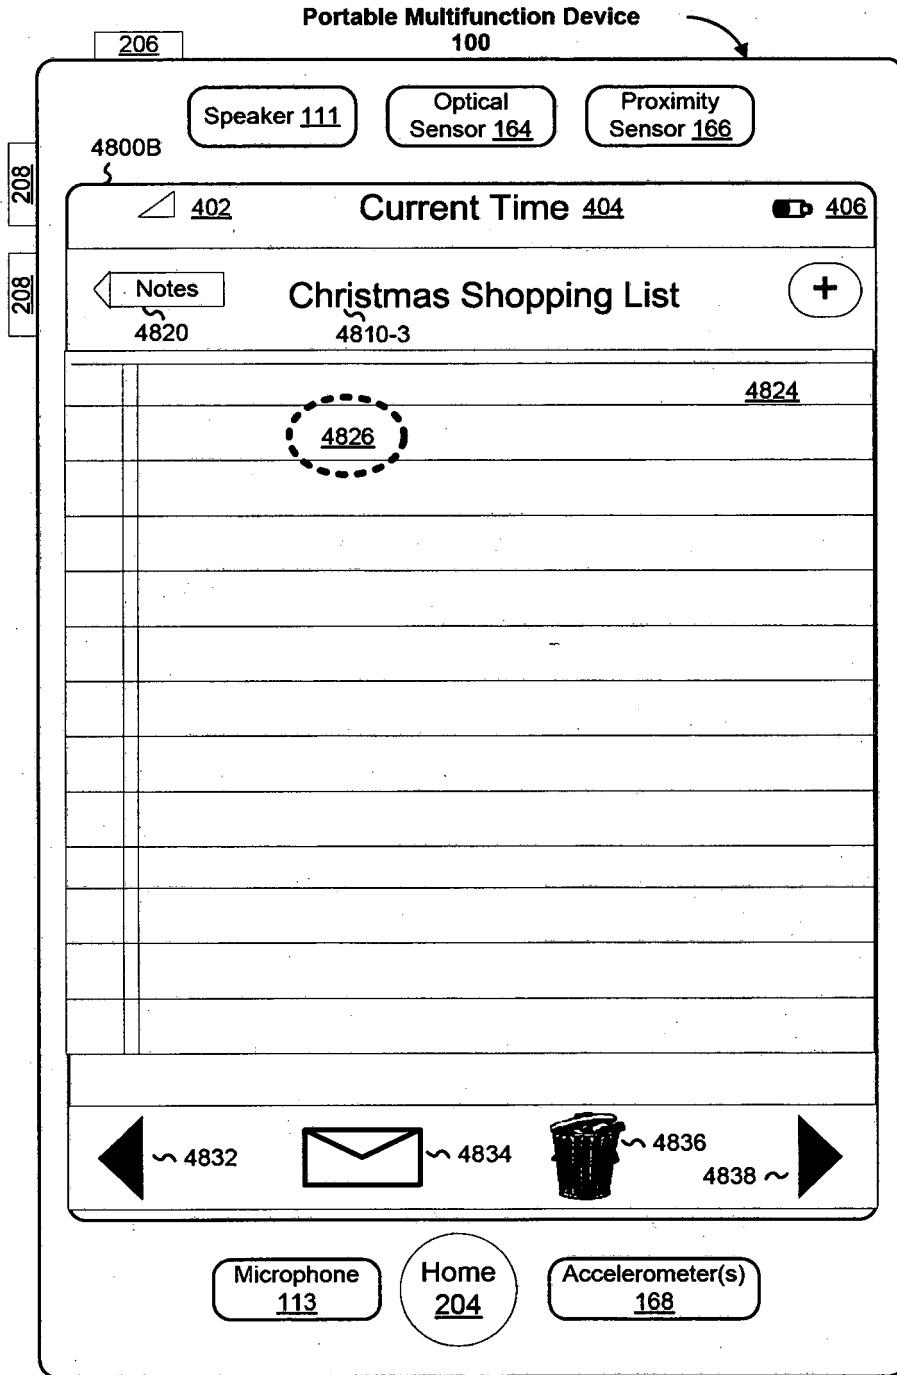 Portable Multifunction Device
100
206
Speaker 111
Optical
Sensor 164
Proximity
Sensor 166
4800B
208
402
Current Time 404
406
208
Notes
Christmas Shopping List
+
4820
4810-3
4824
4826
4832
4834
4836
4838
Microphone
113
Home
204
Accelerometer(s)
168